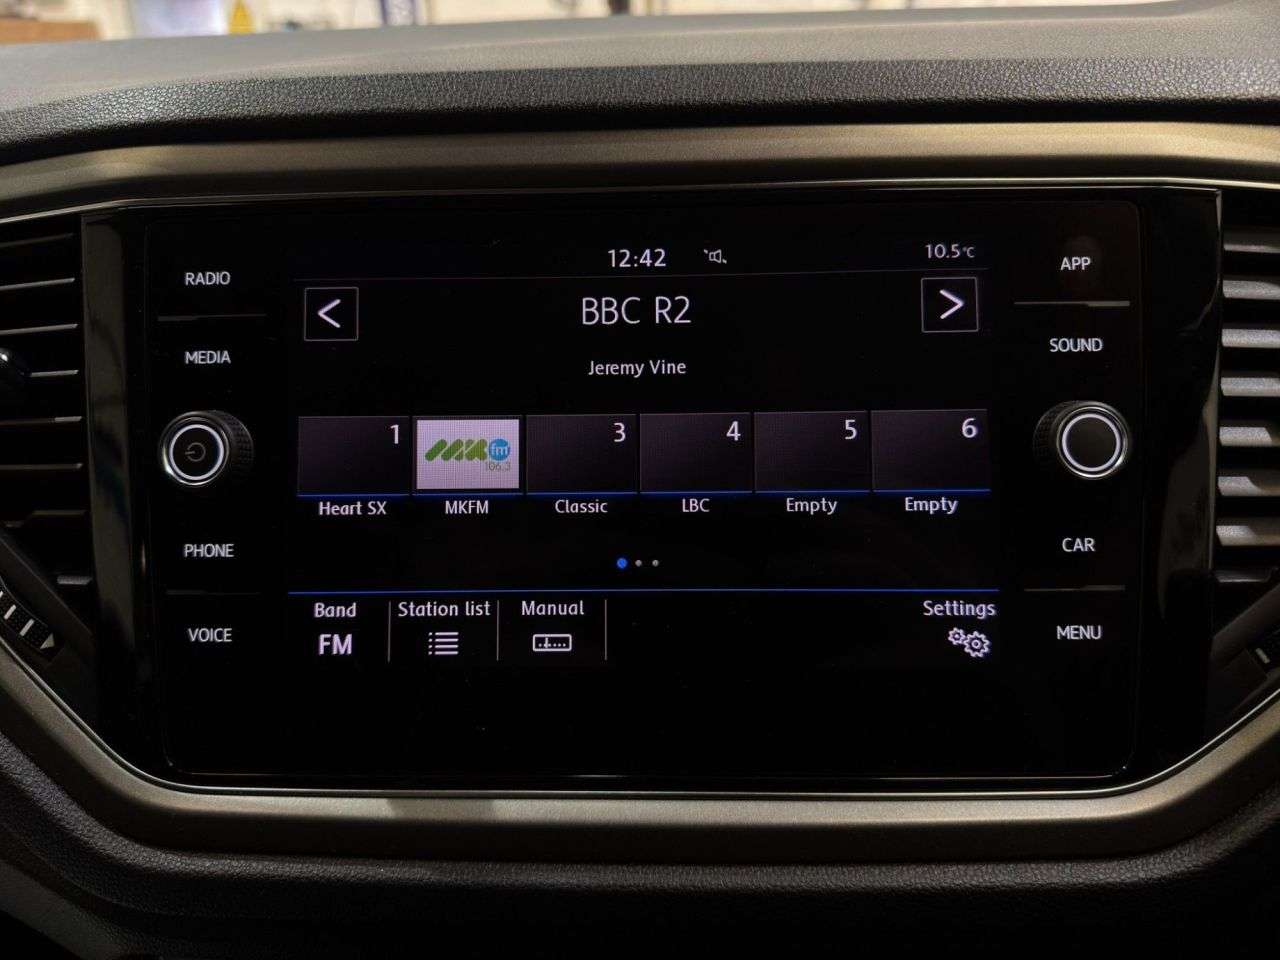 12:42
10.5°C
RADIO
APP
BBC R2
SOUND
MEDIA
Jeremy Vine
1
3
4
5
6
fm
106.3
Heart SX
MKFM
Classic
LBC
Empty
Empty
PHONE
CAR
Band
Station list
Manual
Settings
FM
VOICE
MENU